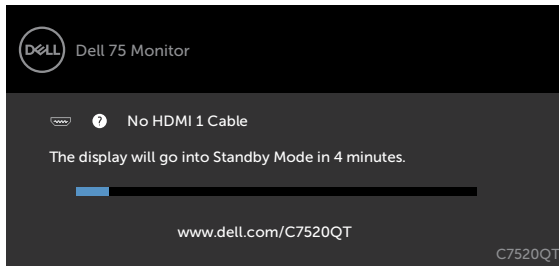 DELL Dell 75 Monitor
? No HDMI 1 Cable
The display will go into Standby Mode in 4 minutes.
www.dell.com/C7520QT
C7520QT